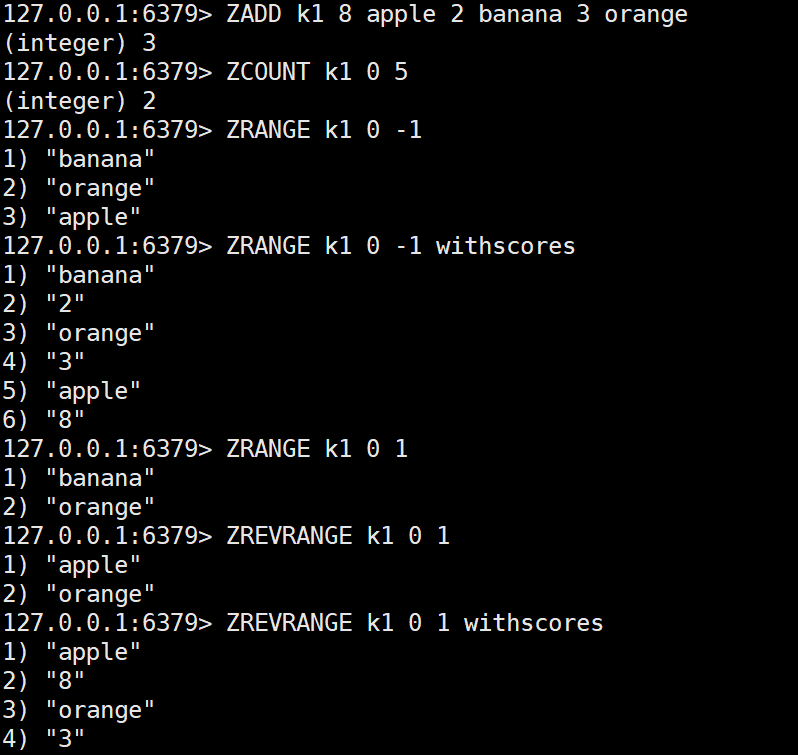 127.0.0.1:6379> ZADD k1 8 apple 2 banana 3 orange
(integer) 3
127.0.0.1:6379> ZCOUNT k1 0 5
(integer) 2
127.0.0.1:6379> ZRANGE k1 0 -1
1) "banana"
2) "orange"
3) "apple"
127.0.0.1:6379> ZRANGE k1 0 -1 withscores
1) "banana"
2) "2"
3) "orange"
4) "3"
5) "apple"
6) "8"
127.0.0.1:6379> ZRANGE k1 0 1
1) "banana"
2) "orange"
127.0.0.1:6379> ZREVRANGE k1 0 1
1) "apple"
2) "orange"
127.0.0.1:6379> ZREVRANGE k1 0 1 withscores
1) "apple"
2) "8"
3) "orange"
4) "3"